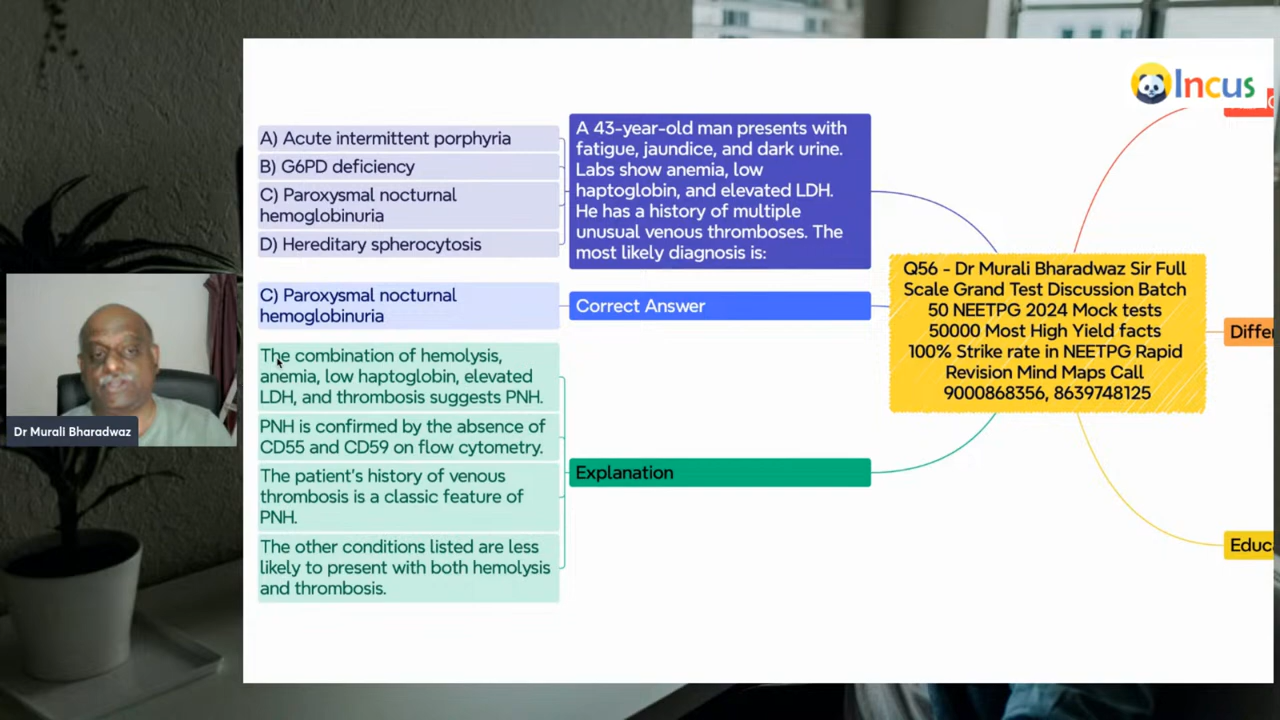 Incus
A) Acute intermittent porphyria
B) G6PD deficiency
C) Paroxysmal nocturnal
hemoglobinuria
D) Hereditary spherocytosis
A 43-year-old man presents with
fatigue, jaundice, and dark urine.
Labs show anemia, low
haptoglobin, and elevated LDH.
He has a history of multiple
unusual venous thromboses. The
most likely diagnosis is:
C) Paroxysmal nocturnal
hemoglobinuria
Correct Answer
The combination of hemolysis,
anemia, low haptoglobin, elevated
LDH, and thrombosis suggests PNH.
PNH is confirmed by the absence of
CD55 and CD59 on flow cytometry.
The patient's history of venous
thrombosis is a classic feature of
PNH.
The other conditions listed are less
likely to present with both hemolysis
and thrombosis.
Explanation
Q56 - Dr Murali Bharadwaz Sir Full
Scale Grand Test Discussion Batch
50 NEETPG 2024 Mock tests
50000 Most High Yield facts
100% Strike rate in NEETPG Rapid
Revision Mind Maps Call
9000868356, 8639748125
Differ
Educ
Dr Murali Bharadwaz